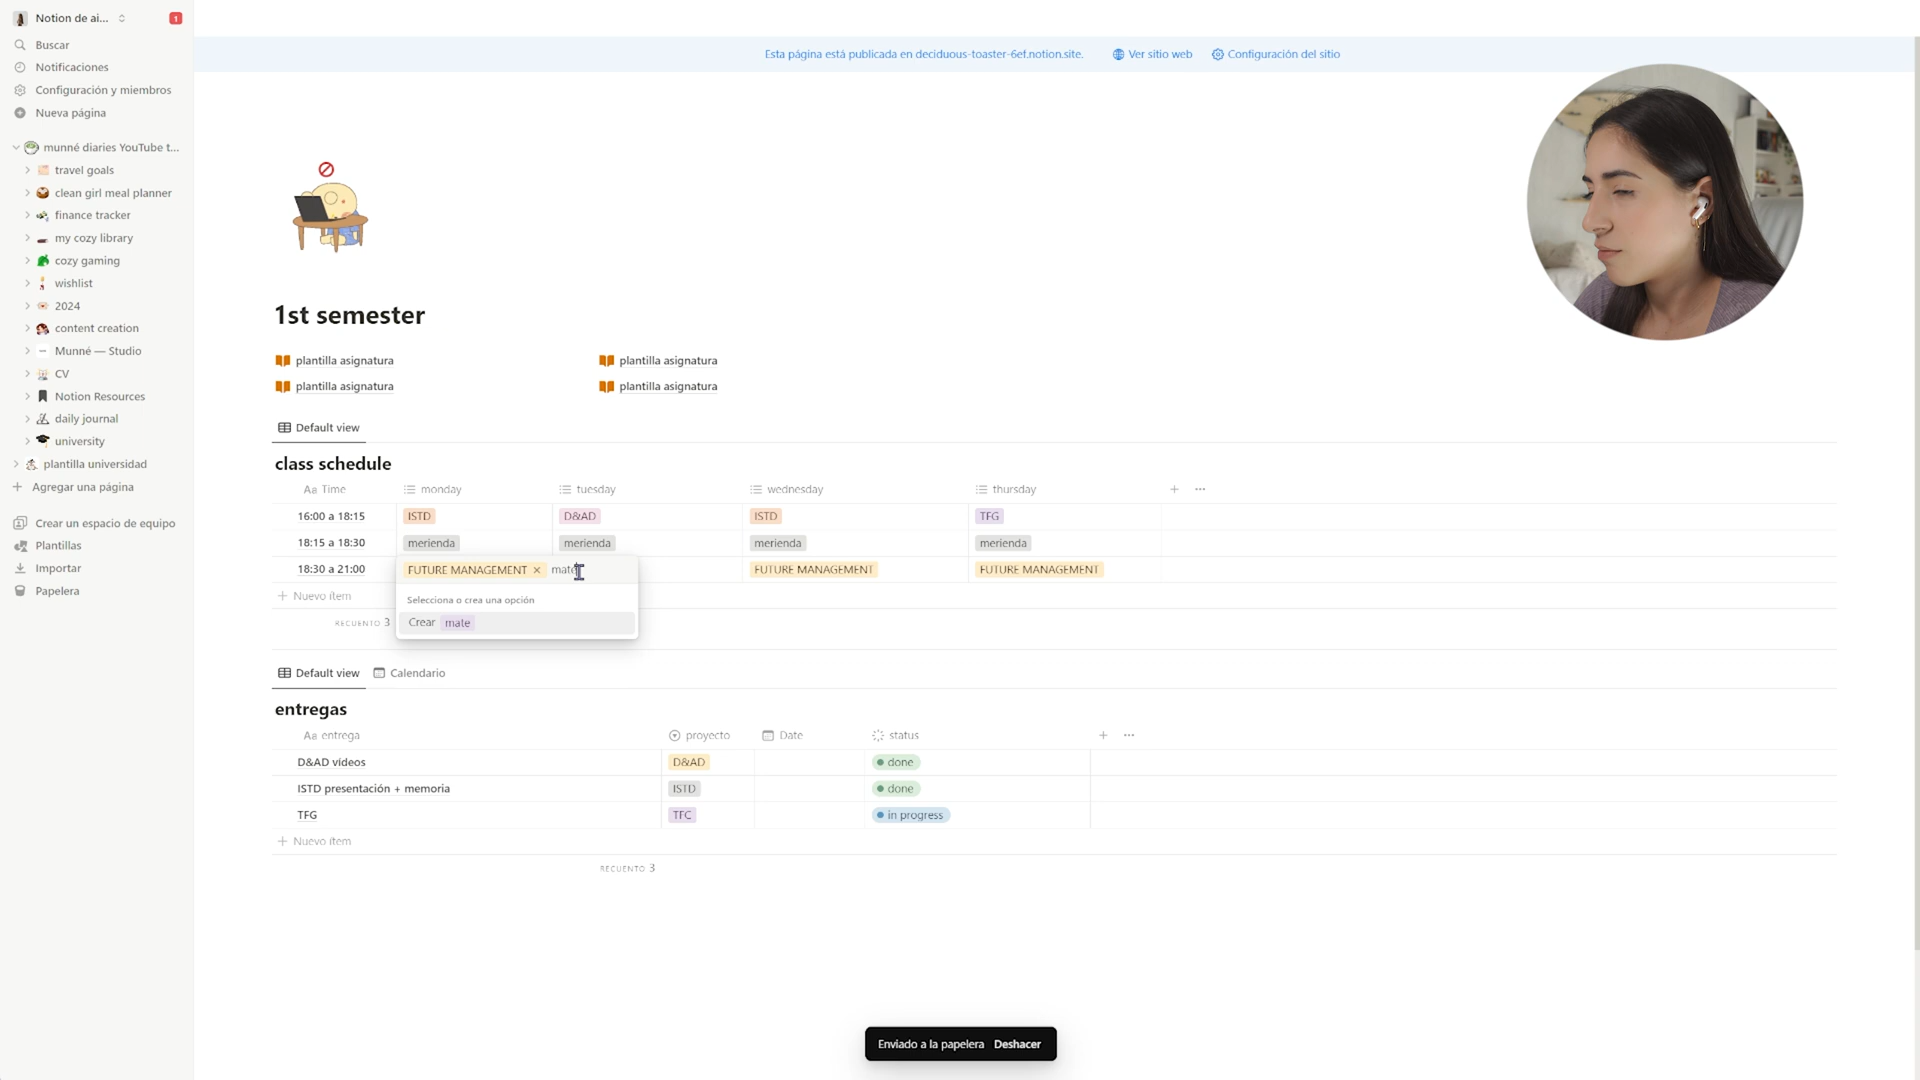 Notion de ai...
1
Buscar
Notificaciones
Configuración y miembros
Nueva página
munné diaries YouTube t...
travel goals
clean girl meal planner
finance tracker
my cozy library
cozy gaming
wishlist
2024
content creation
Munné — Studio
CV
Notion Resources
daily journal
university
plantilla universidad
Agregar una página
Crear un espacio de equipo
Plantillas
Importar
Papelera
Esta página está publicada en deciduous-toaster-6ef.notion.site. Ver sitio web Configuración del sitio
1st semester
plantilla asignatura plantilla asignatura
plantilla asignatura plantilla asignatura
Default view
class schedule
Aa Time monday tuesday wednesday thursday
16:00 a 18:15 ISTD D&AD ISTD TFG
18:15 a 18:30 merienda merienda merienda merienda
18:30 a 21:00 FUTURE MANAGEMENT × mate FUTURE MANAGEMENT FUTURE MANAGEMENT
Nuevo ítem
Selecciona o crea una opción
RECUENTO 3
Crear mate
Default view Calendario
entregas
Aa entrega proyecto Date status
D&AD vídeos D&AD done
ISTD presentación + memoria ISTD done
TFG TFC in progress
Nuevo ítem
RECUENTO 3
Enviado a la papelera Deshacer